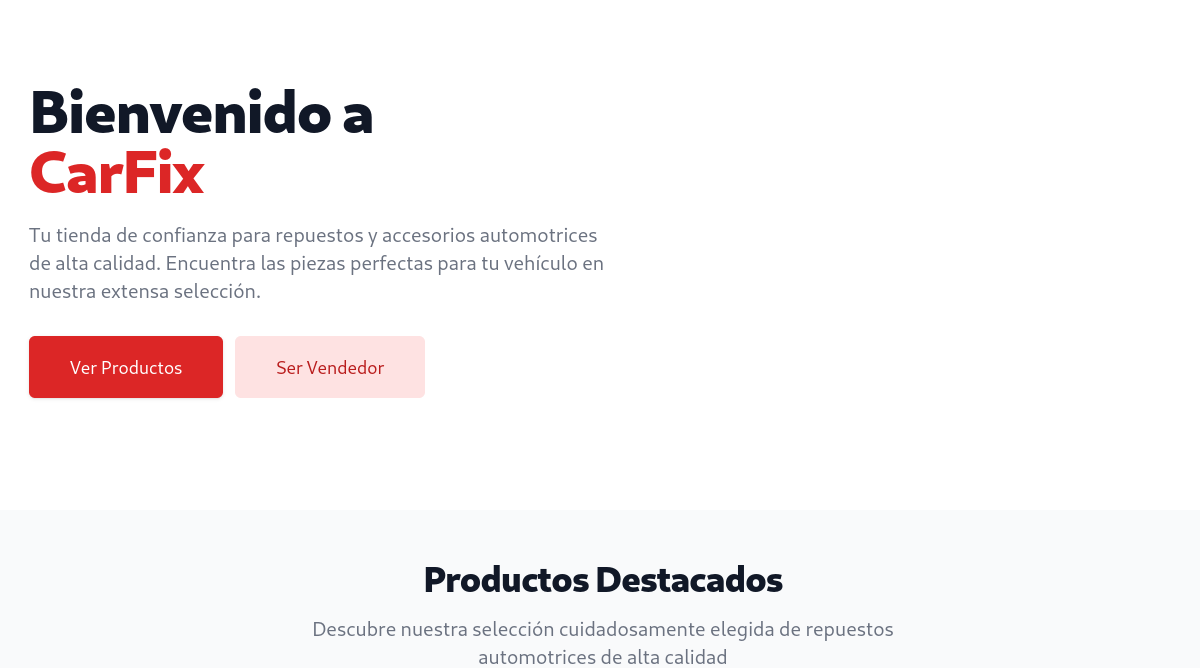 Bienvenido a
CarFix
Tu tienda de confianza para repuestos y accesorios automotrices
de alta calidad. Encuentra las piezas perfectas para tu vehículo en
nuestra extensa selección.
Ver Productos
Ser Vendedor
Productos Destacados
Descubre nuestra selección cuidadosamente elegida de repuestos
automotrices de alta calidad